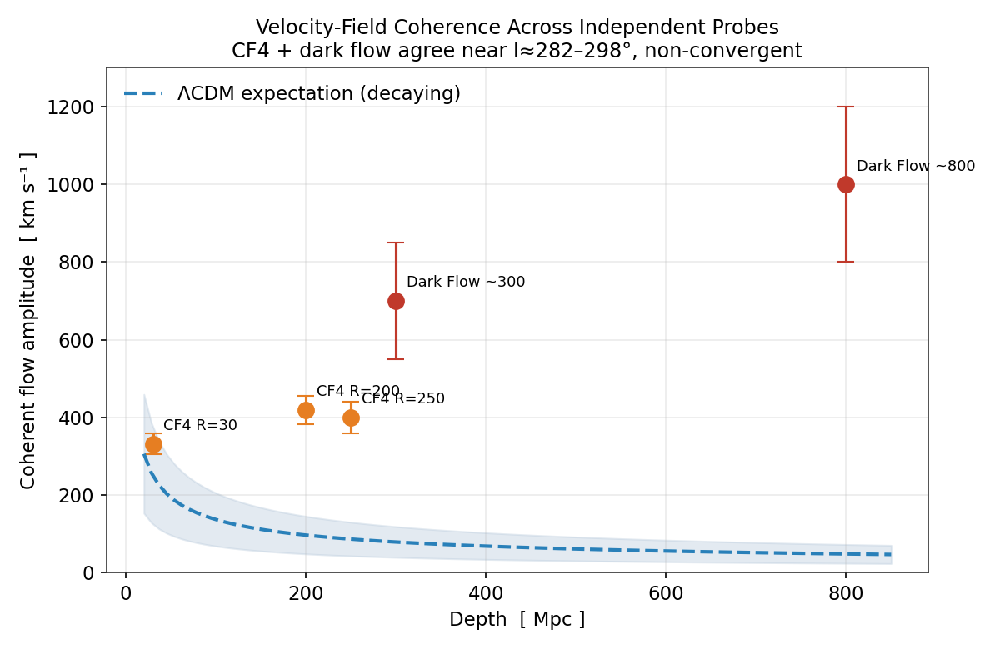 Velocity-Field Coherence Across Independent Probes
CF4 + dark flow agree near l≈282–298°, non-convergent
ΛCDM expectation (decaying)
Coherent flow amplitude [ km s⁻¹ ]
1200
1000
800
600
400
200
0
Dark Flow ~800
Dark Flow ~300
CF4 R=200
CF4 R=250
CF4 R=30
0
200
400
600
800
Depth [ Mpc ]